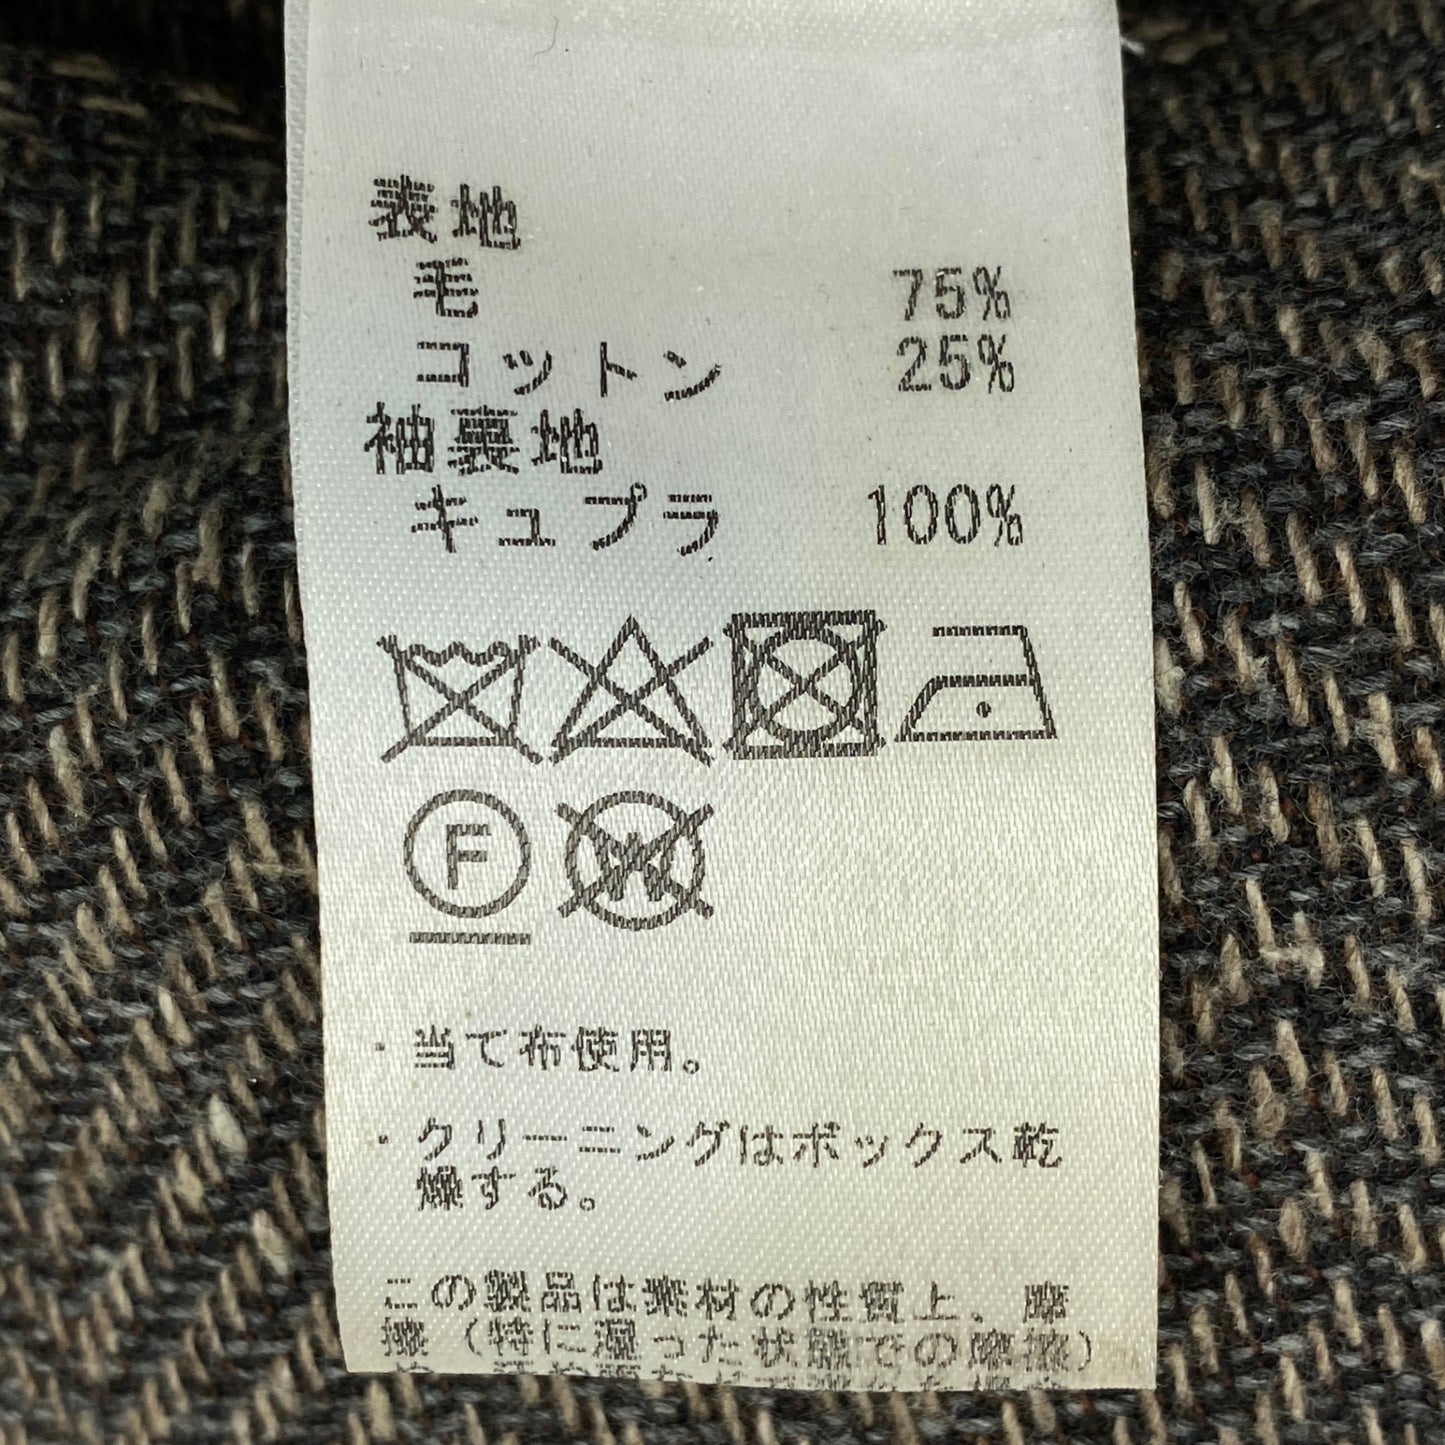 表地
毛 75%
コットン 25%
袖裏地
キュプラ 100%
F W
・当て布使用。
・クリーニングはボックス乾
燥する。
この製品は素材の性質上、摩
擦（特に湿った状態での摩擦）